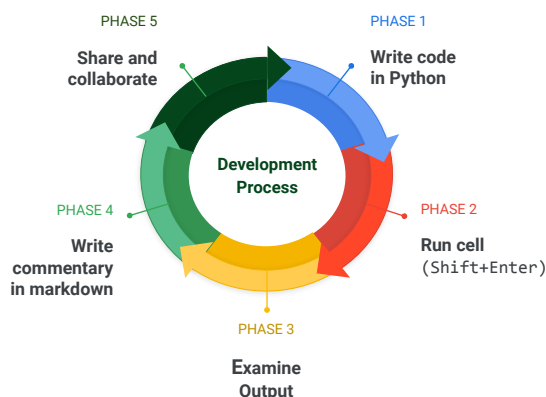 PHASE 5
Share and
collaborate
PHASE 1
Write code
in Python
Development
Process
PHASE 2
Run cell
(Shift+Enter)
PHASE 4
Write
commentary
in markdown
PHASE 3
Examine
Output